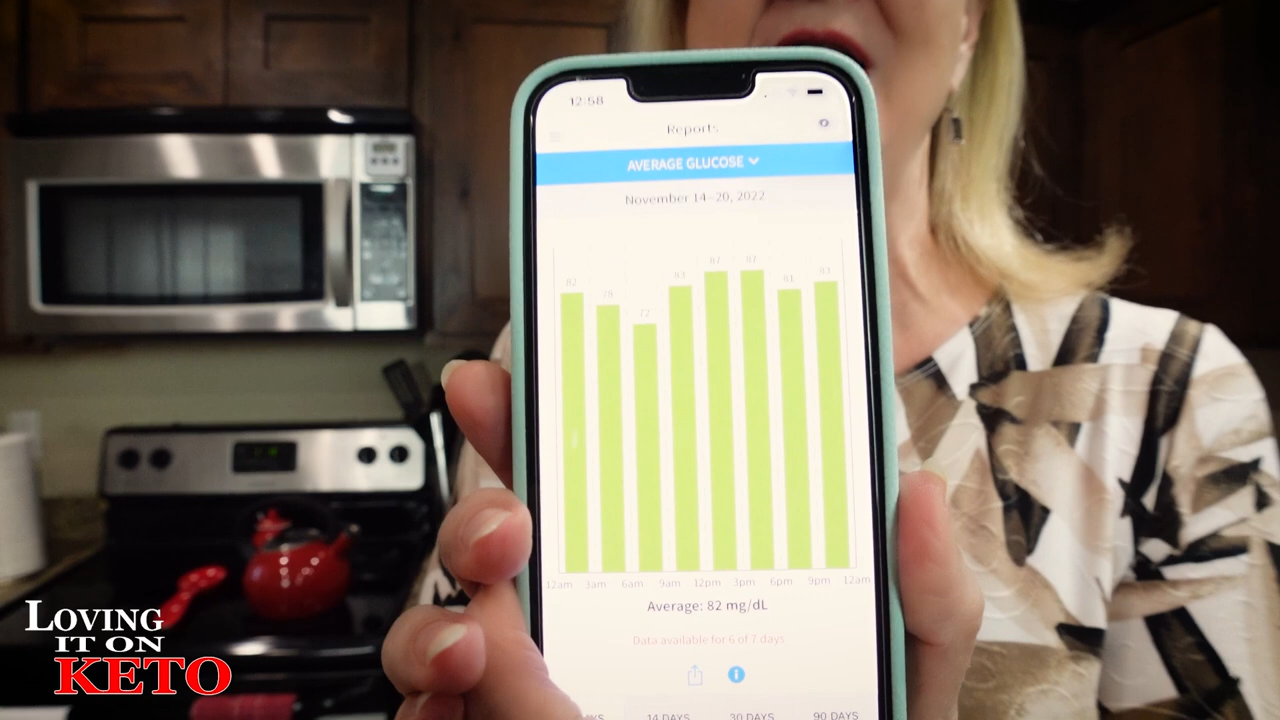 12:58
Reports
AVERAGE GLUCOSE
November 14–20, 2022
82 78 72 83 87 87 81 83
12am 3am 6am 9am 12pm 3pm 6pm 9pm 12am
Average: 82 mg/dL
Data available for 6 of 7 days
14 DAYS 30 DAYS 90 DAYS
LOVING
IT ON
KETO